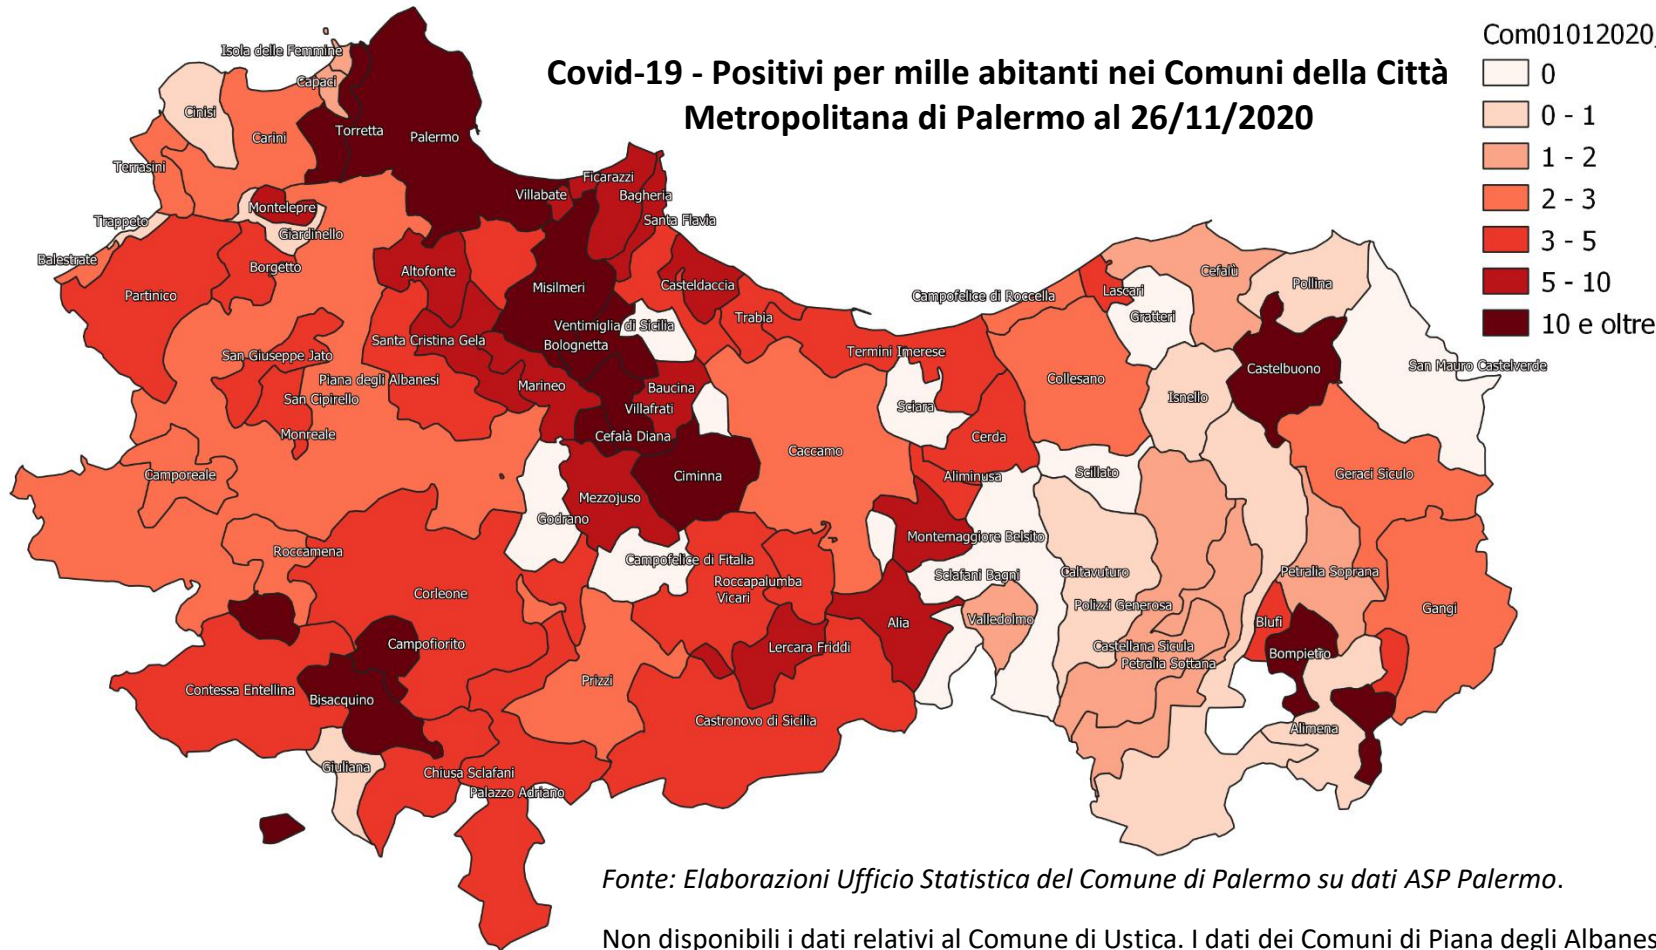 Covid-19 - Positivi per mille abitanti nei Comuni della Città
Metropolitana di Palermo al 26/11/2020
Com01012020_
0
0 - 1
1 - 2
2 - 3
3 - 5
5 - 10
10 e oltre
Isola delle Femmine
Capaci
Cinisi
Carini
Torretta
Palermo
Terrasini
Villabate
Ficarazzi
Bagheria
Santa Flavia
Montelepre
Trappeto
Giardinello
Balestrate
Borgetto
Altofonte
Partinico
Misilmeri
Casteldaccia
Campofelice di Roccella
Lascari
Cefalù
Pollina
Trabia
Ventimiglia di Sicilia
Gratteri
Santa Cristina Gela
Bolognetta
San Giuseppe Jato
Termini Imerese
San Mauro Castelverde
Castelbuono
Piana degli Albanesi
Marineo
Baucina
Collesano
San Cipirello
Villafrati
Sciara
Isnello
Monreale
Cefalà Diana
Cerda
Caccamo
Camporeale
Ciminna
Aliminusa
Scillato
Geraci Siculo
Mezzojuso
Godrano
Montemaggiore Belsito
Roccamena
Campofelice di Fitalia
Sclafani Bagni
Caltavuturo
Petralia Soprana
Roccapalumba
Vicari
Corleone
Polizzi Generosa
Gangi
Valledolmo
Alia
Blufi
Campofiorito
Lercara Friddi
Castellana Sicula
Bompietro
Petralia Sottana
Prizzi
Contessa Entellina
Bisacquino
Castronovo di Sicilia
Alimena
Giuliana
Chiusa Sclafani
Palazzo Adriano
Fonte: Elaborazioni Ufficio Statistica del Comune di Palermo su dati ASP Palermo.
Non disponibili i dati relativi al Comune di Ustica. I dati dei Comuni di Piana degli Albanes